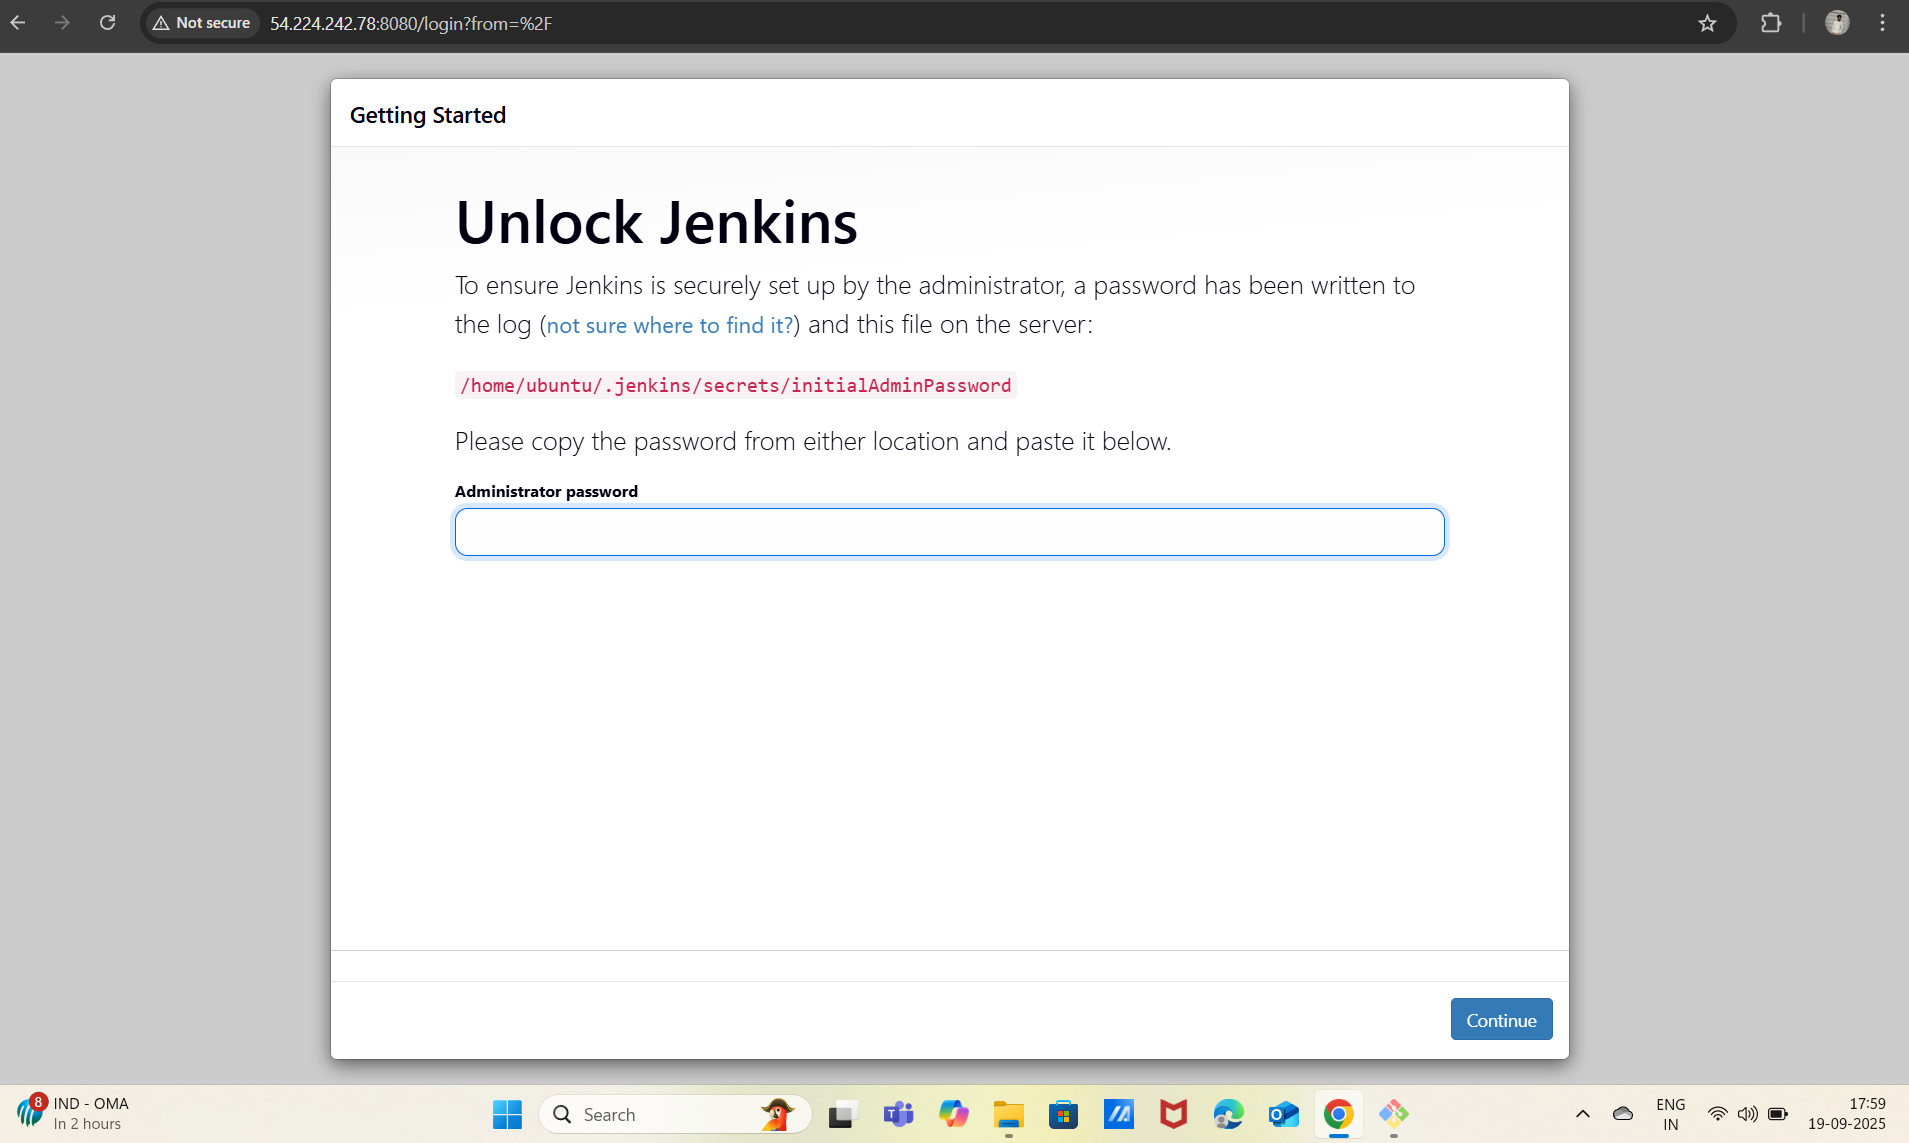 Not secure
54.224.242.78:8080/login?from=%2F
Getting Started
Unlock Jenkins
To ensure Jenkins is securely set up by the administrator, a password has been written to
the log (not sure where to find it?) and this file on the server:
/home/ubuntu/.jenkins/secrets/initialAdminPassword
Please copy the password from either location and paste it below.
Administrator password
Continue
8
IND - OMA
In 2 hours
Search
ENG
IN
17:59
19-09-2025